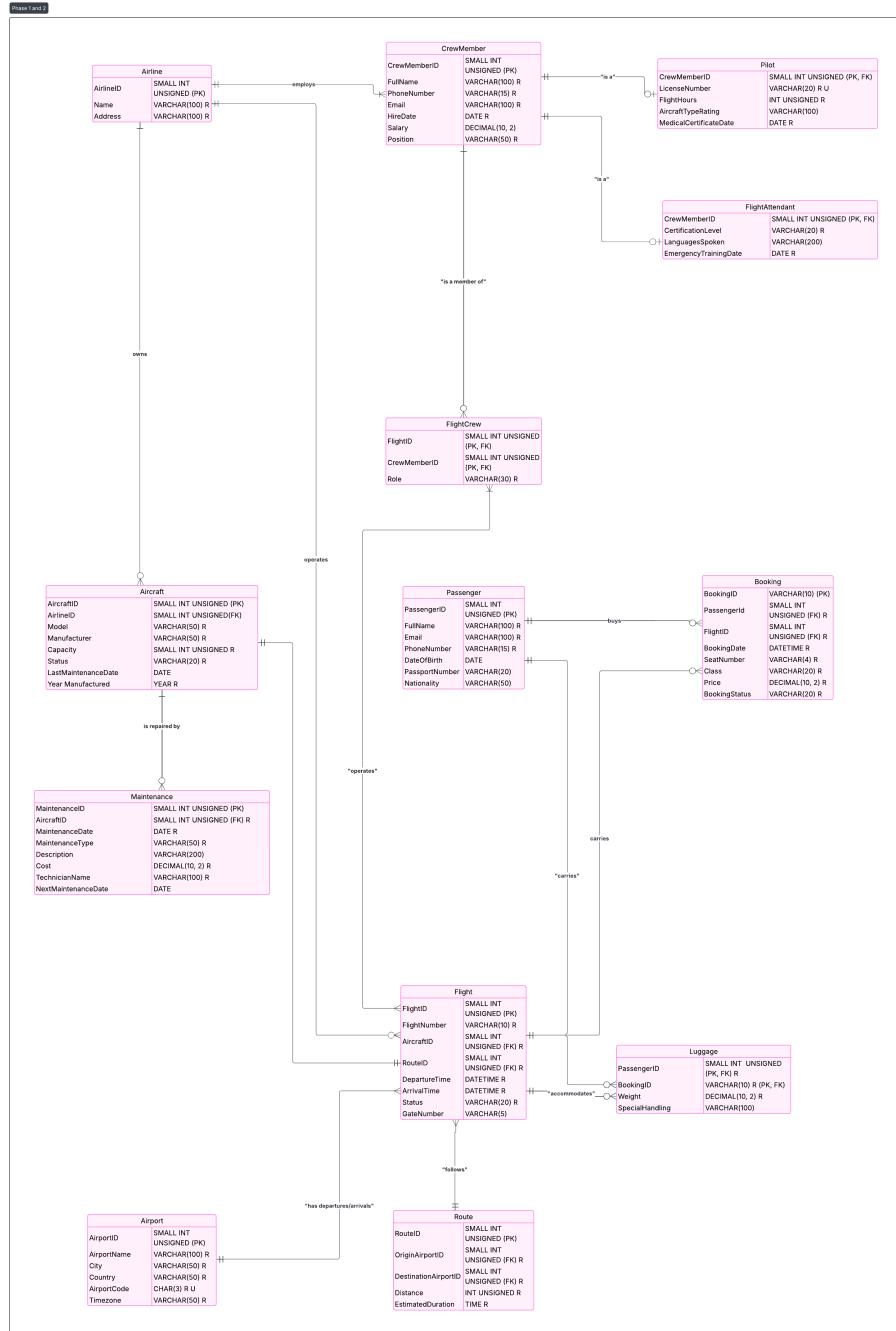 Phase 1 and 2
Airline
AirlineID SMALL INT
UNSIGNED (PK)
Name VARCHAR(100) R
Address VARCHAR(100) R
employs
CrewMember
CrewMemberID SMALL INT
UNSIGNED (PK)
FullName VARCHAR(100) R
PhoneNumber VARCHAR(15) R
Email VARCHAR(100) R
HireDate DATE R
Salary DECIMAL(10, 2)
Position VARCHAR(50) R
"is a"
Pilot
CrewMemberID SMALL INT UNSIGNED (PK, FK)
LicenseNumber VARCHAR(20) R U
FlightHours INT UNSIGNED R
AircraftTypeRating VARCHAR(100)
MedicalCertificateDate DATE R
"is a"
FlightAttendant
CrewMemberID SMALL INT UNSIGNED (PK, FK)
CertificationLevel VARCHAR(20) R
LanguagesSpoken VARCHAR(200)
EmergencyTrainingDate DATE R
"is a member of"
owns
FlightCrew
FlightID SMALL INT UNSIGNED
(PK, FK)
CrewMemberID SMALL INT UNSIGNED
(PK, FK)
Role VARCHAR(30) R
operates
Aircraft
AircraftID SMALL INT UNSIGNED (PK)
AirlineID SMALL INT UNSIGNED(FK)
Model VARCHAR(50) R
Manufacturer VARCHAR(50) R
Capacity SMALL INT UNSIGNED R
Status VARCHAR(20) R
LastMaintenanceDate DATE
Year Manufactured YEAR R
Passenger
PassengerID SMALL INT
UNSIGNED (PK)
FullName VARCHAR(100) R
Email VARCHAR(100) R
PhoneNumber VARCHAR(15) R
DateOfBirth DATE
PassportNumber VARCHAR(20)
Nationality VARCHAR(50)
buys
Booking
BookingID VARCHAR(10) (PK)
PassengerId SMALL INT
UNSIGNED (FK) R
FlightID SMALL INT
UNSIGNED (FK) R
BookingDate DATETIME R
SeatNumber VARCHAR(4) R
Class VARCHAR(20) R
Price DECIMAL(10, 2) R
BookingStatus VARCHAR(20) R
is repaired by
"operates"
Maintenance
MaintenanceID SMALL INT UNSIGNED (PK)
AircraftID SMALL INT UNSIGNED (FK) R
MaintenanceDate DATE R
MaintenanceType VARCHAR(50) R
Description VARCHAR(200)
Cost DECIMAL(10, 2) R
TechnicianName VARCHAR(100) R
NextMaintenanceDate DATE
carries
"carries"
Flight
FlightID SMALL INT
UNSIGNED (PK)
FlightNumber VARCHAR(10) R
AircraftID SMALL INT
UNSIGNED (FK) R
RouteID SMALL INT
UNSIGNED (FK) R
DepartureTime DATETIME R
ArrivalTime DATETIME R
Status VARCHAR(20) R
GateNumber VARCHAR(5)
"accommodates"
Luggage
PassengerID SMALL INT UNSIGNED
(PK, FK) R
BookingID VARCHAR(10) R (PK, FK)
Weight DECIMAL(10, 2) R
SpecialHandling VARCHAR(100)
"follows"
"has departures/arrivals"
Airport
AirportID SMALL INT
UNSIGNED (PK)
AirportName VARCHAR(100) R
City VARCHAR(50) R
Country VARCHAR(50) R
AirportCode CHAR(3) R U
Timezone VARCHAR(50) R
Route
RouteID SMALL INT
UNSIGNED (PK)
OriginAirportID SMALL INT
UNSIGNED (FK) R
DestinationAirportID SMALL INT
UNSIGNED (FK) R
Distance INT UNSIGNED R
EstimatedDuration TIME R